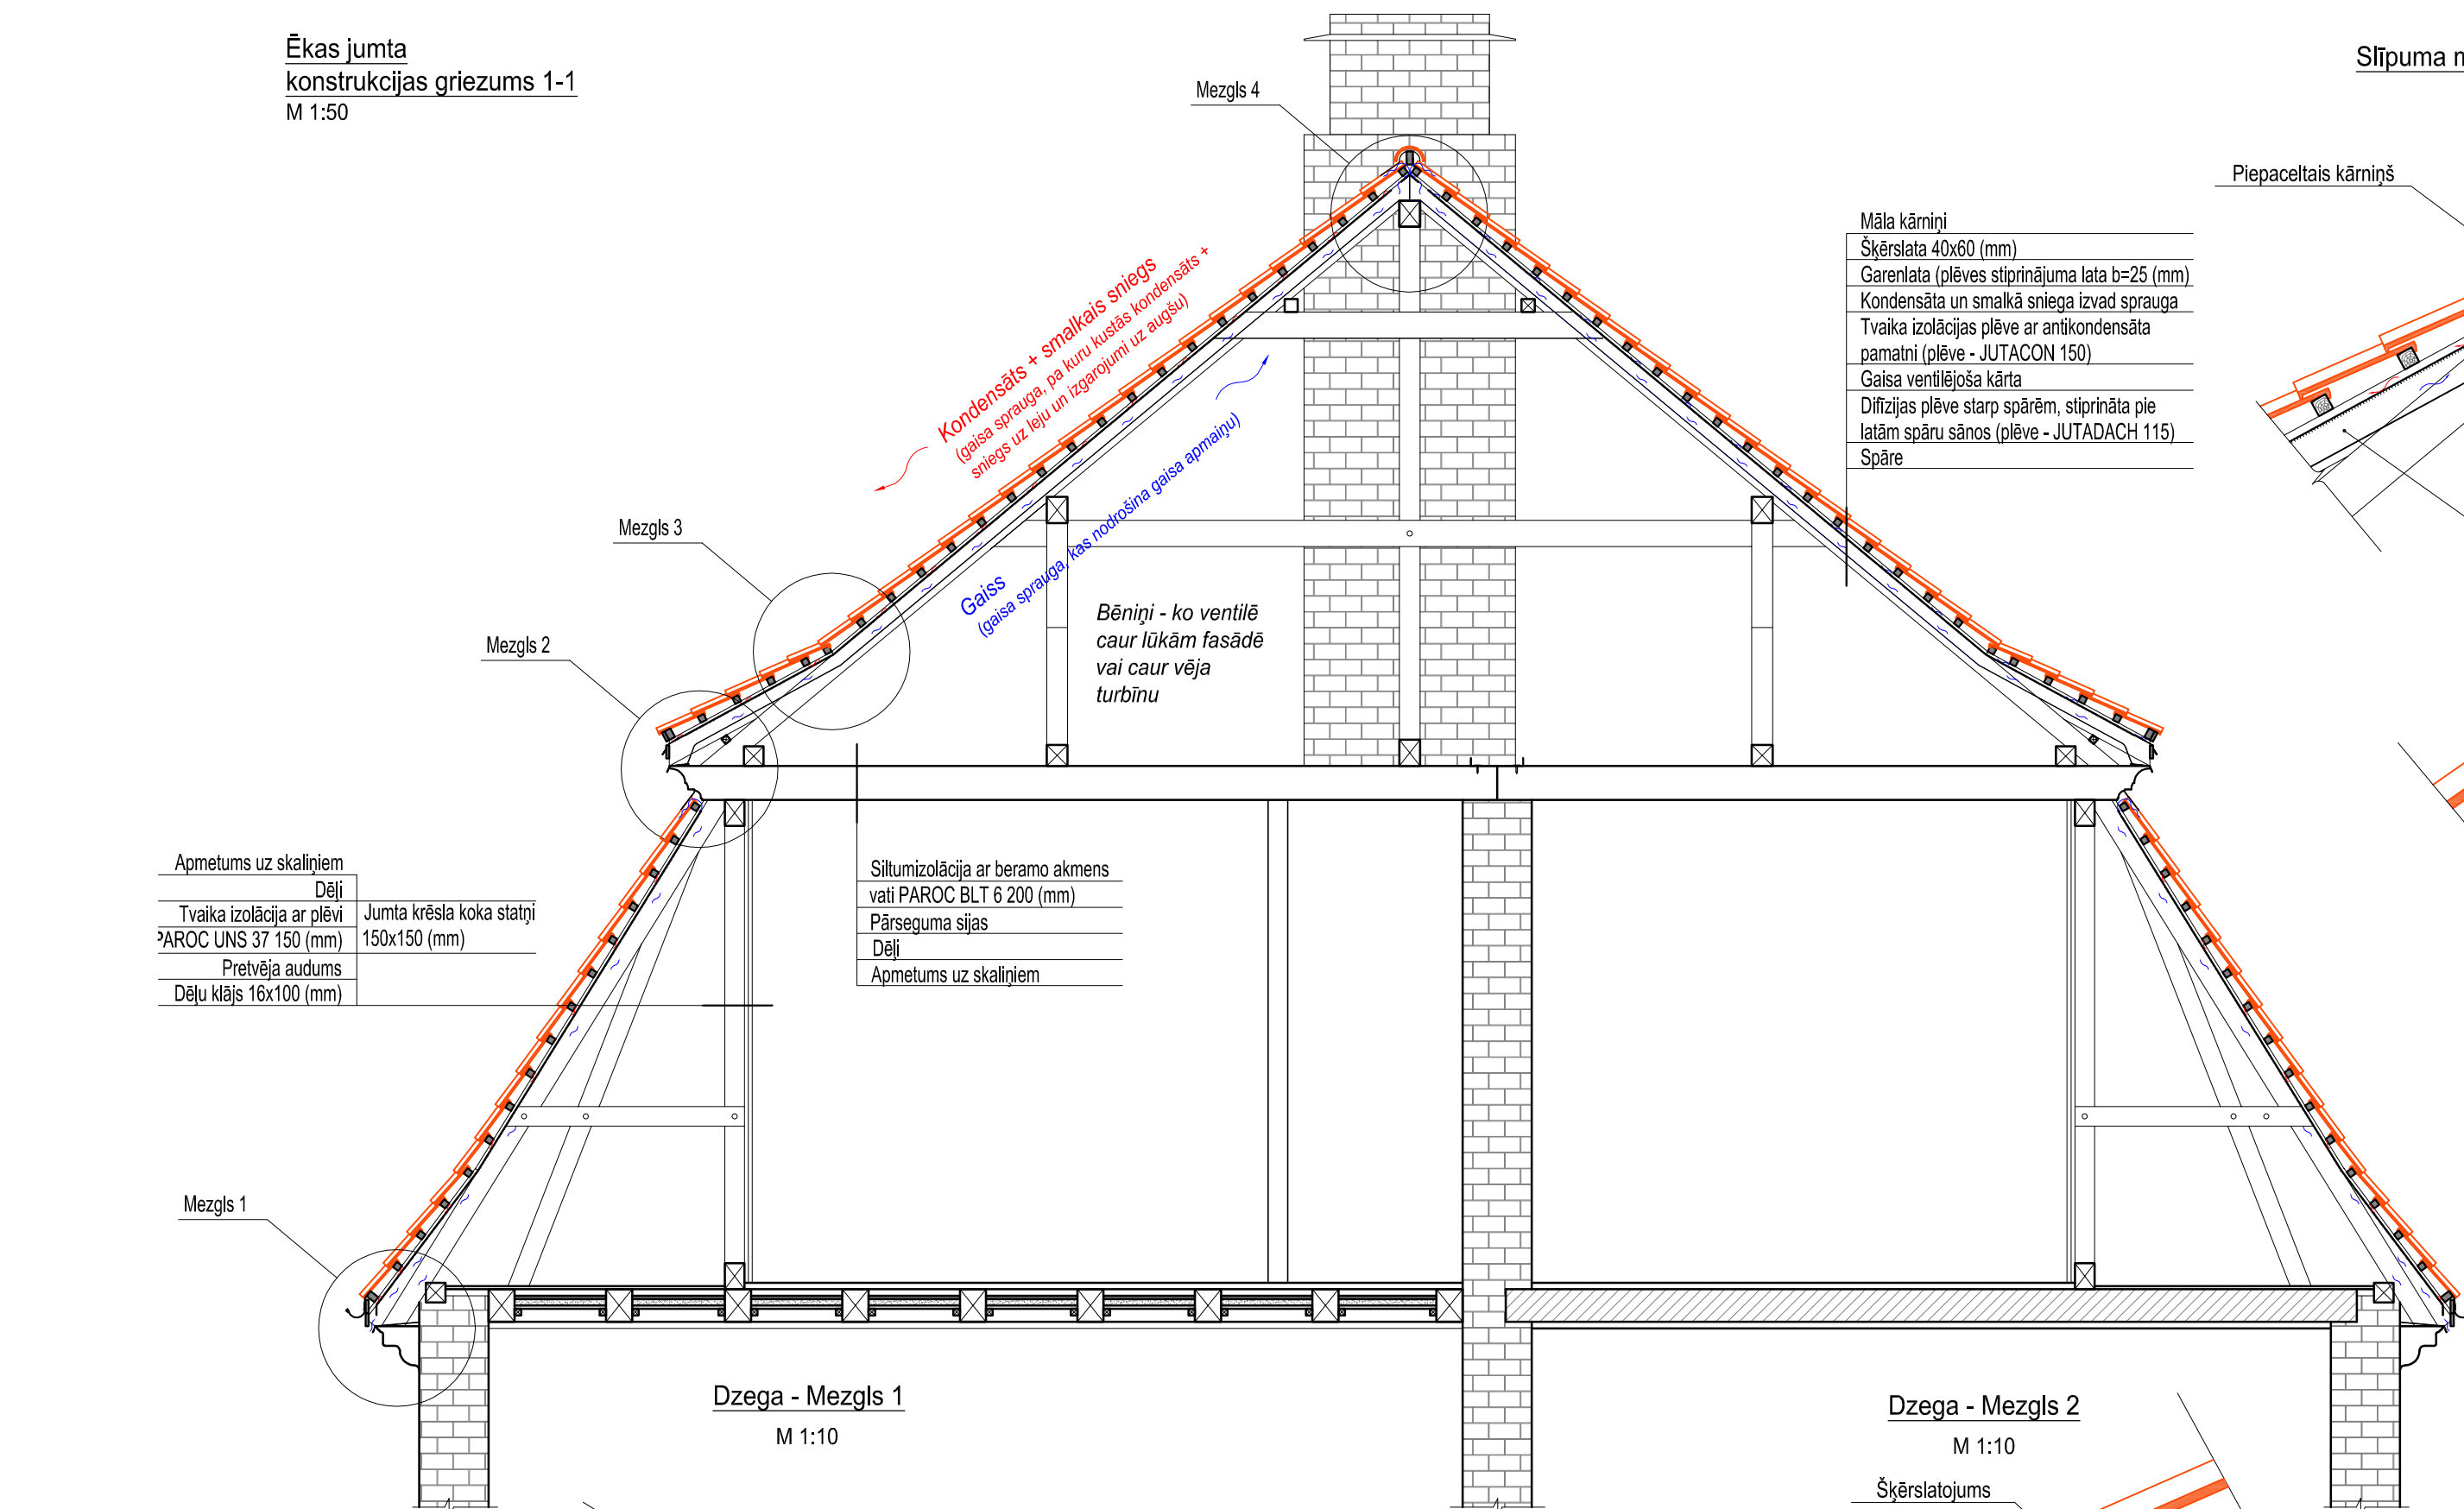 Ēkas jumta
konstrukcijas griezums 1-1
M 1:50
Mezgls 4
Slīpuma
Piepaceltais kārniņš
Māla kārniņi
Šķērslata 40x60 (mm)
Garenlata (plēves stiprinājuma lata b=25 (mm)
Kondensāta un smalkā sniega izvad sprauga
Tvaika izolācijas plēve ar antikondensāta
pamatni (plēve - JUTACON 150)
Gaisa ventilējoša kārta
Difīzijas plēve starp spārēm, stiprināta pie
latām spāru sānos (plēve - JUTADACH 115)
Spāre
Kondensāts + smalkais sniegs
(gaisa sprauga, pa kuru kustās kondensāts +
sniegs uz leju un izgarojumi uz augšu)
Gaiss
(gaisa sprauga, kas nodrošina gaisa apmaiņu)
Mezgls 3
Bēniņi - ko ventilē
caur lūkām fasādē
vai caur vēja
turbīnu
Mezgls 2
Apmetums uz skaliņiem
Dēļi
Tvaika izolācija ar plēvi
PAROC UNS 37 150 (mm)
Pretvēja audums
Dēļu klājs 16x100 (mm)
Jumta krēsla koka statņi
150x150 (mm)
Siltumizolācija ar beramo akmens
vati PAROC BLT 6 200 (mm)
Pārseguma sijas
Dēļi
Apmetums uz skaliņiem
Mezgls 1
Dzega - Mezgls 1
M 1:10
Dzega - Mezgls 2
M 1:10
Šķērslatojums